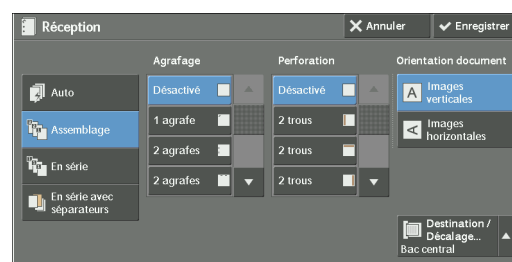 Réception
Annuler
Enregistrer
Agrafage
Perforation
Orientation document
Auto
Assemblage
En série
En série avec
séparateurs
Désactivé
1 agrafe
2 agrafes
2 agrafes
Désactivé
2 trous
2 trous
2 trous
A
Images
verticales
A
Images
horizontales
Destination /
Décalage...
Bac central